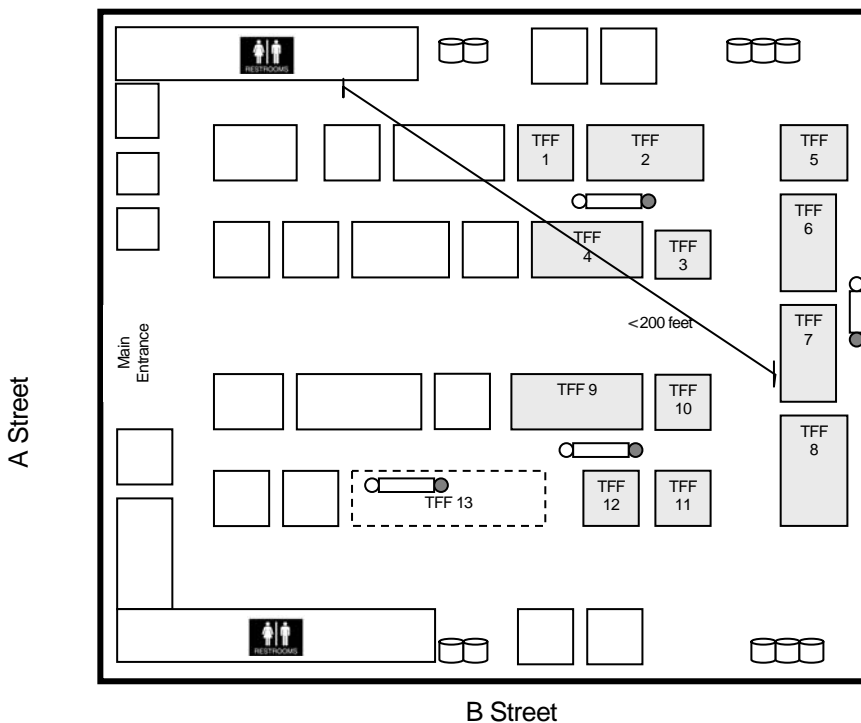 RESTROOMS
TFF
1
TFF
2
TFF
5
TFF
6
TFF
4
TFF
3
<200 feet
TFF
7
Main
Entrance
A Street
TFF 9
TFF
10
TFF
8
TFF 13
TFF
12
TFF
11
RESTROOMS
B Street